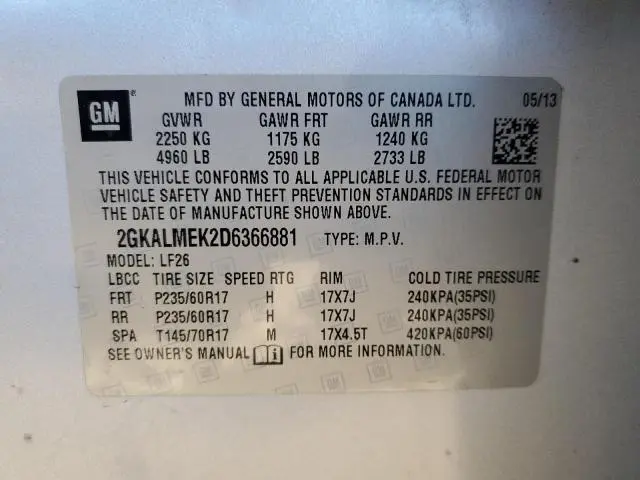 GM ® MFD BY GENERAL MOTORS OF CANADA LTD. 05/13
GVWR GAWR FRT GAWR RR
2250 KG 1175 KG 1240 KG
4960 LB 2590 LB 2733 LB
THIS VEHICLE CONFORMS TO ALL APPLICABLE U.S. FEDERAL MOTOR
VEHICLE SAFETY AND THEFT PREVENTION STANDARDS IN EFFECT ON
THE DATE OF MANUFACTURE SHOWN ABOVE.
2GKALMEK2D6366881 TYPE: M.P.V.
MODEL: LF26
LBCC TIRE SIZE SPEED RTG RIM COLD TIRE PRESSURE
FRT P235/60R17 H 17X7J 240KPA(35PSI)
RR P235/60R17 H 17X7J 240KPA(35PSI)
SPA T145/70R17 M 17X4.5T 420KPA(60PSI)
SEE OWNER'S MANUAL FOR MORE INFORMATION